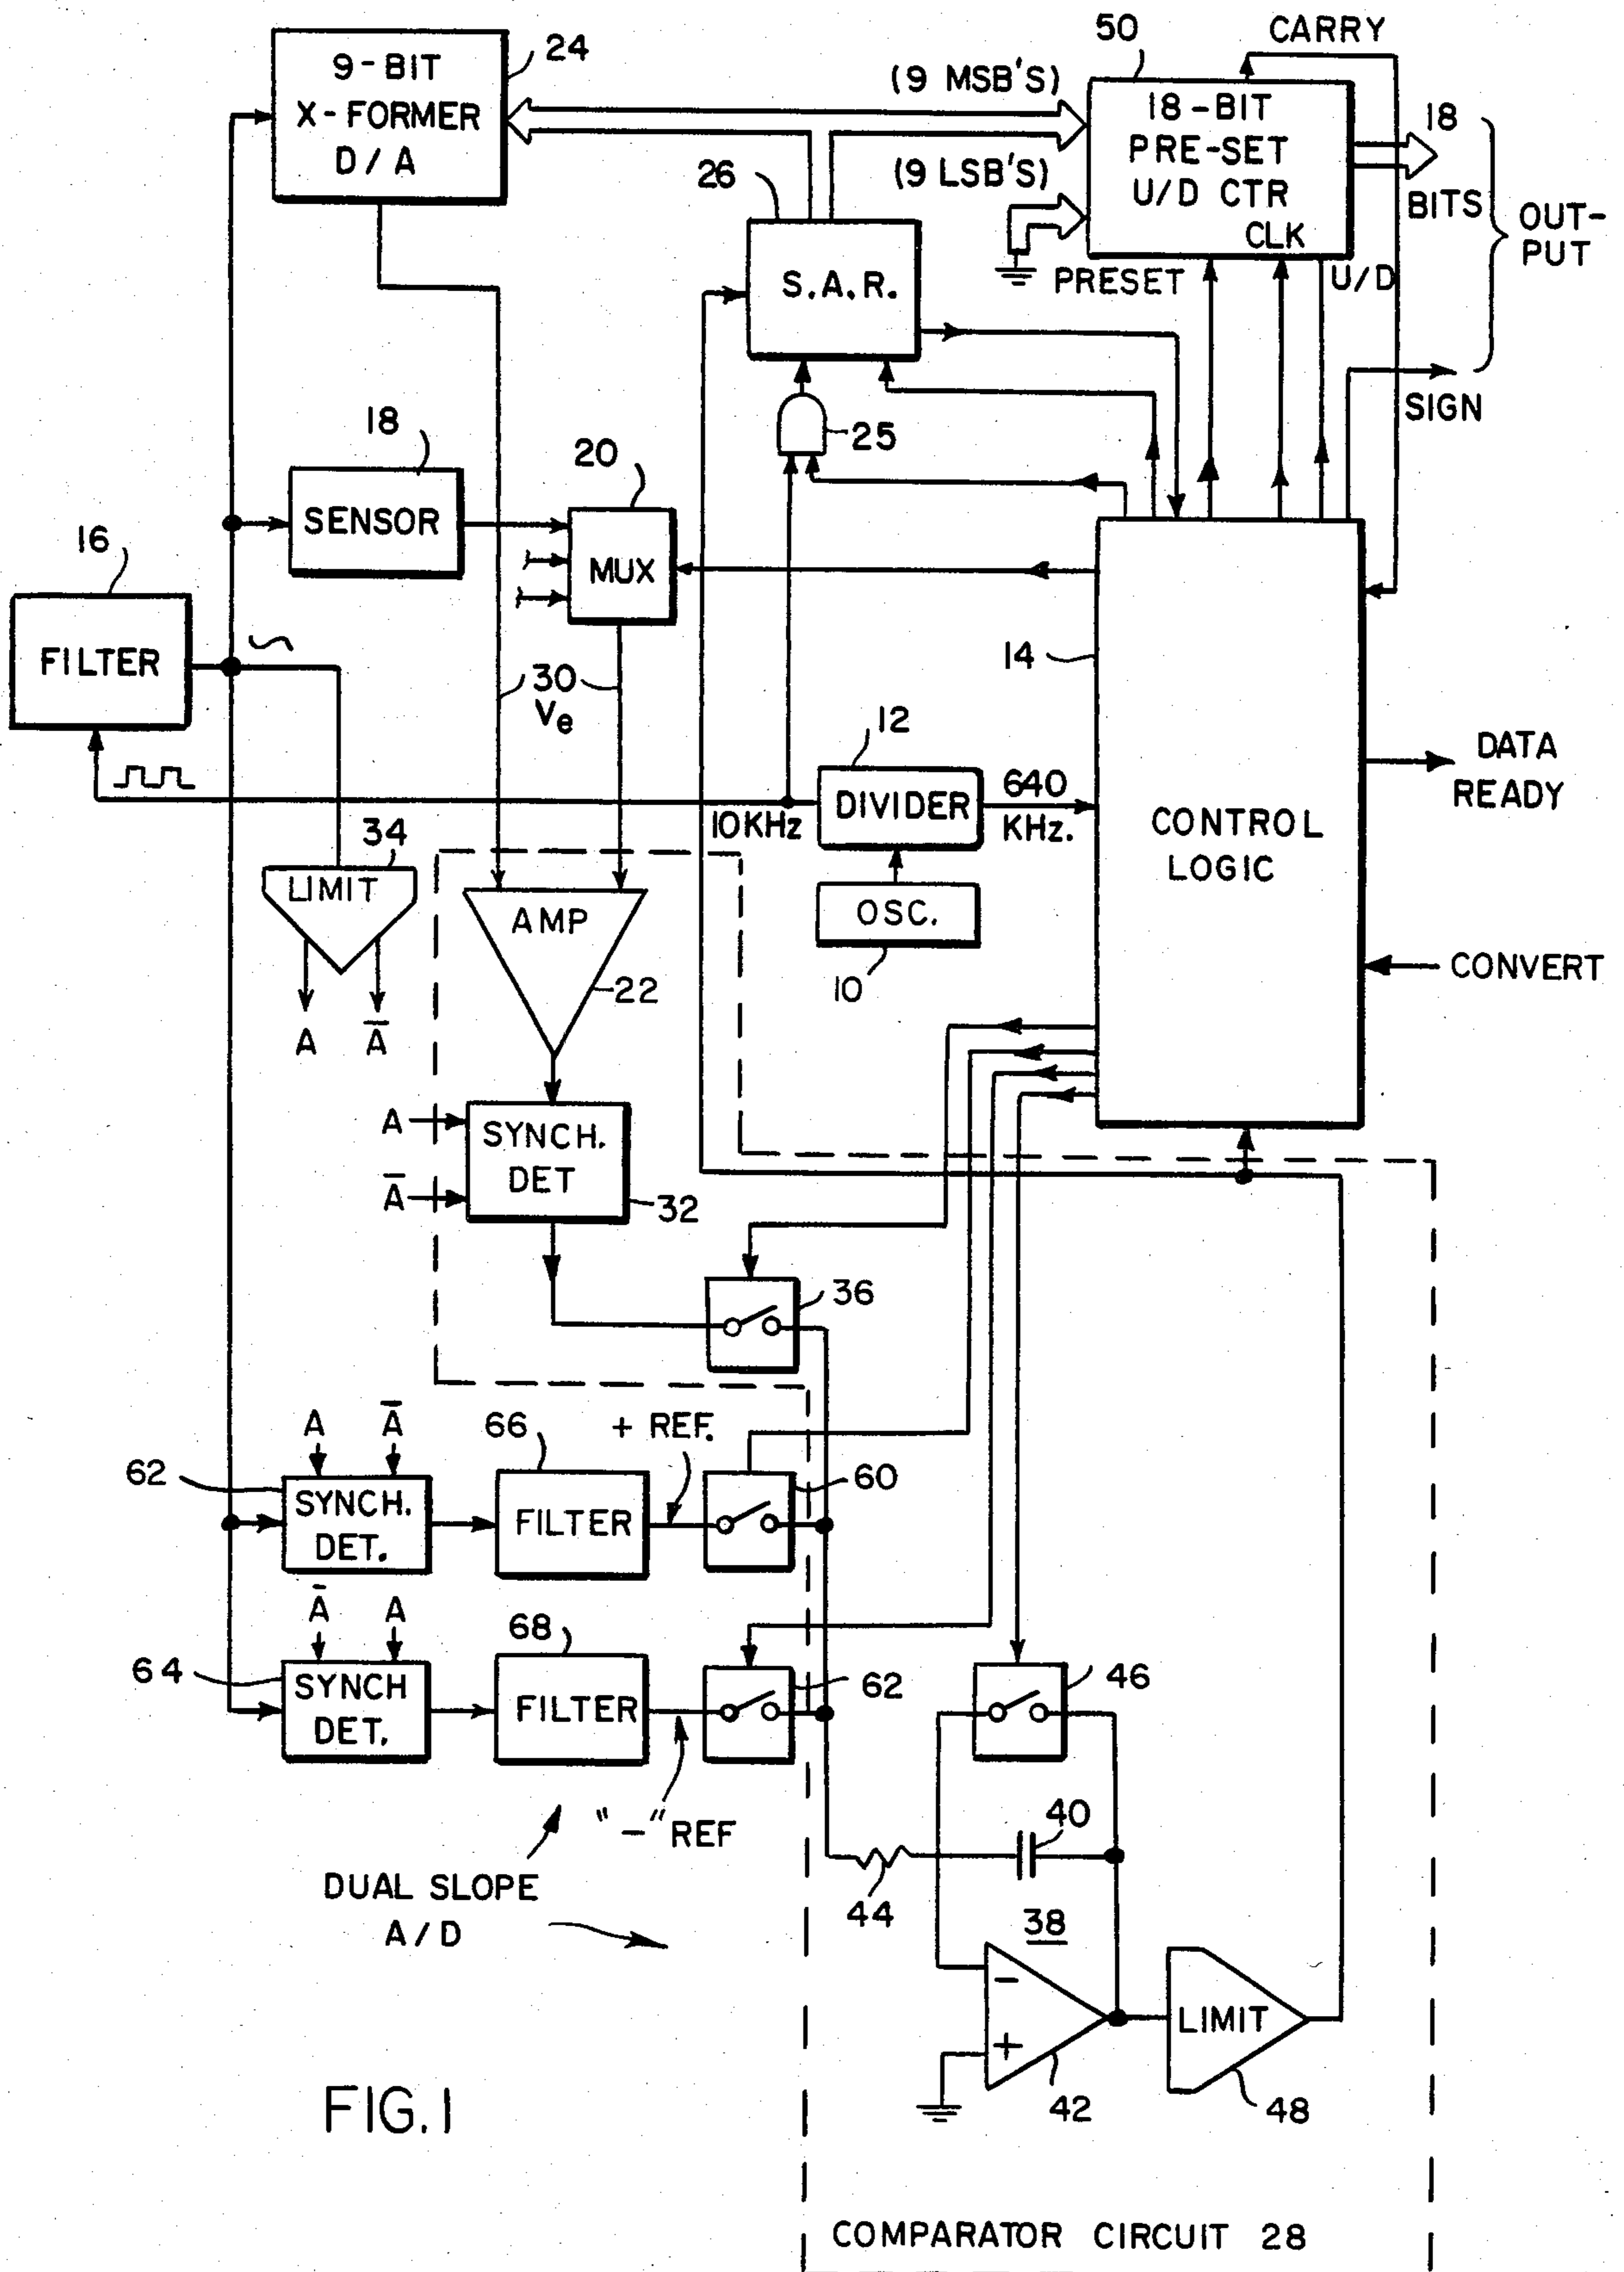 CARRY
50
24
9-BIT
X-FORMER
D/A
(9 MSB'S)
18-BIT
PRE-SET
U/D CTR
CLK
18
BITS
OUT-
PUT
(9 LSB'S)
26
S.A.R.
PRESET
U/D
SIGN
25
18
SENSOR
20
MUX
16
FILTER
30
Ve
14
12
DIVIDER
640
KHz.
10KHz
CONTROL
LOGIC
DATA
READY
34
LIMIT
A
A̅
AMP
22
OSC.
10
CONVERT
A
A̅
SYNCH.
DET
32
36
A
A̅
62
SYNCH.
DET.
66
FILTER
+ REF.
60
A̅
A
64
SYNCH
DET.
68
FILTER
62
46
"—" REF
DUAL SLOPE
A/D
44
40
38
−
+
42
LIMIT
48
FIG. 1
COMPARATOR CIRCUIT 28